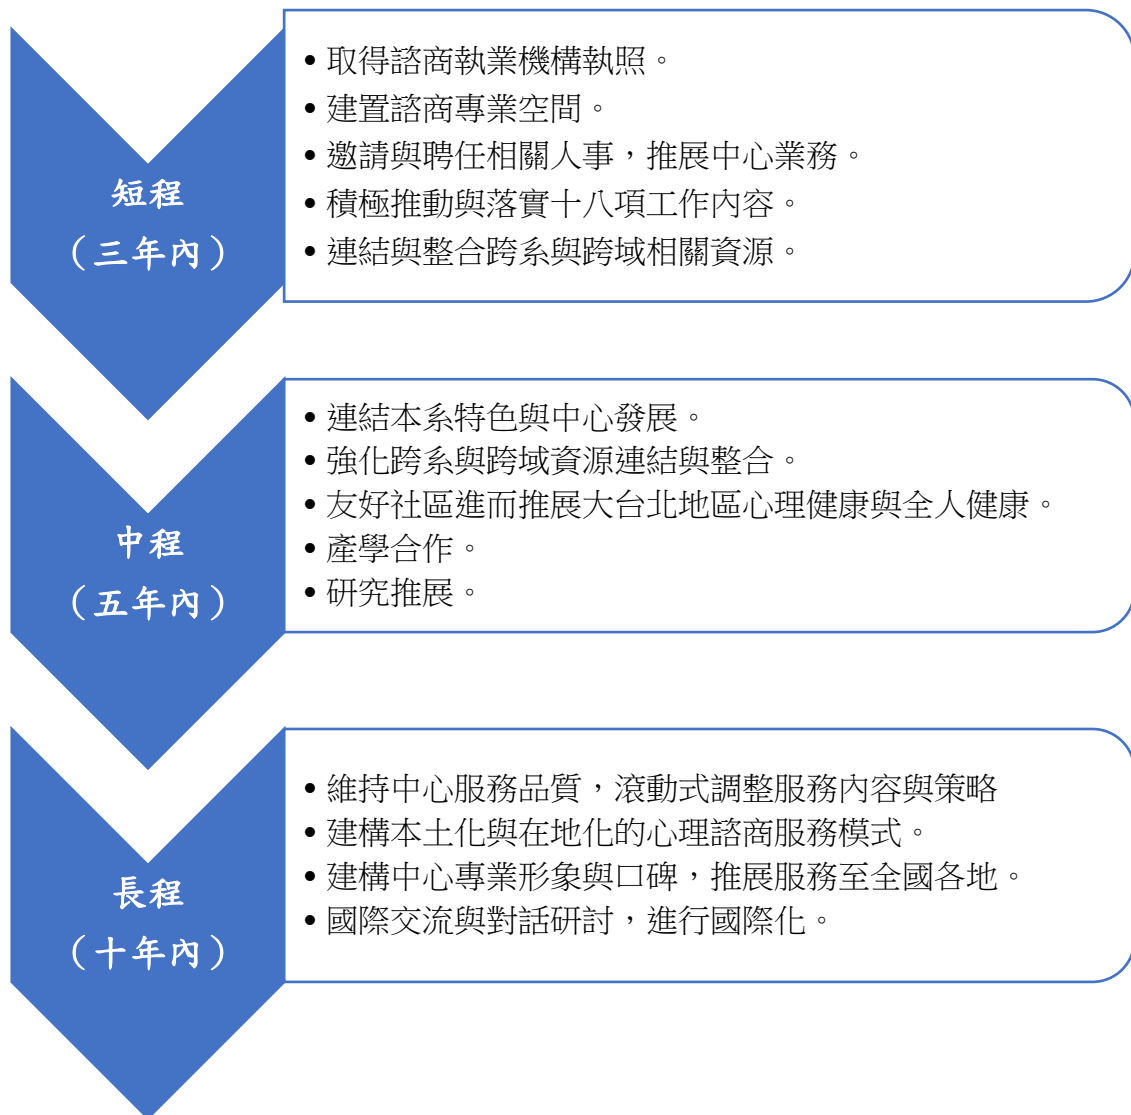 短程
（三年內）
• 取得諮商執業機構執照。
• 建置諮商專業空間。
• 邀請與聘任相關人事，推展中心業務。
• 積極推動與落實十八項工作內容。
• 連結與整合跨系與跨域相關資源。
中程
（五年內）
• 連結本系特色與中心發展。
• 強化跨系與跨域資源連結與整合。
• 友好社區進而推展大台北地區心理健康與全人健康。
• 產學合作。
• 研究推展。
長程
（十年內）
• 維持中心服務品質，滾動式調整服務內容與策略
• 建構本土化與在地化的心理諮商服務模式。
• 建構中心專業形象與口碑，推展服務至全國各地。
• 國際交流與對話研討，進行國際化。